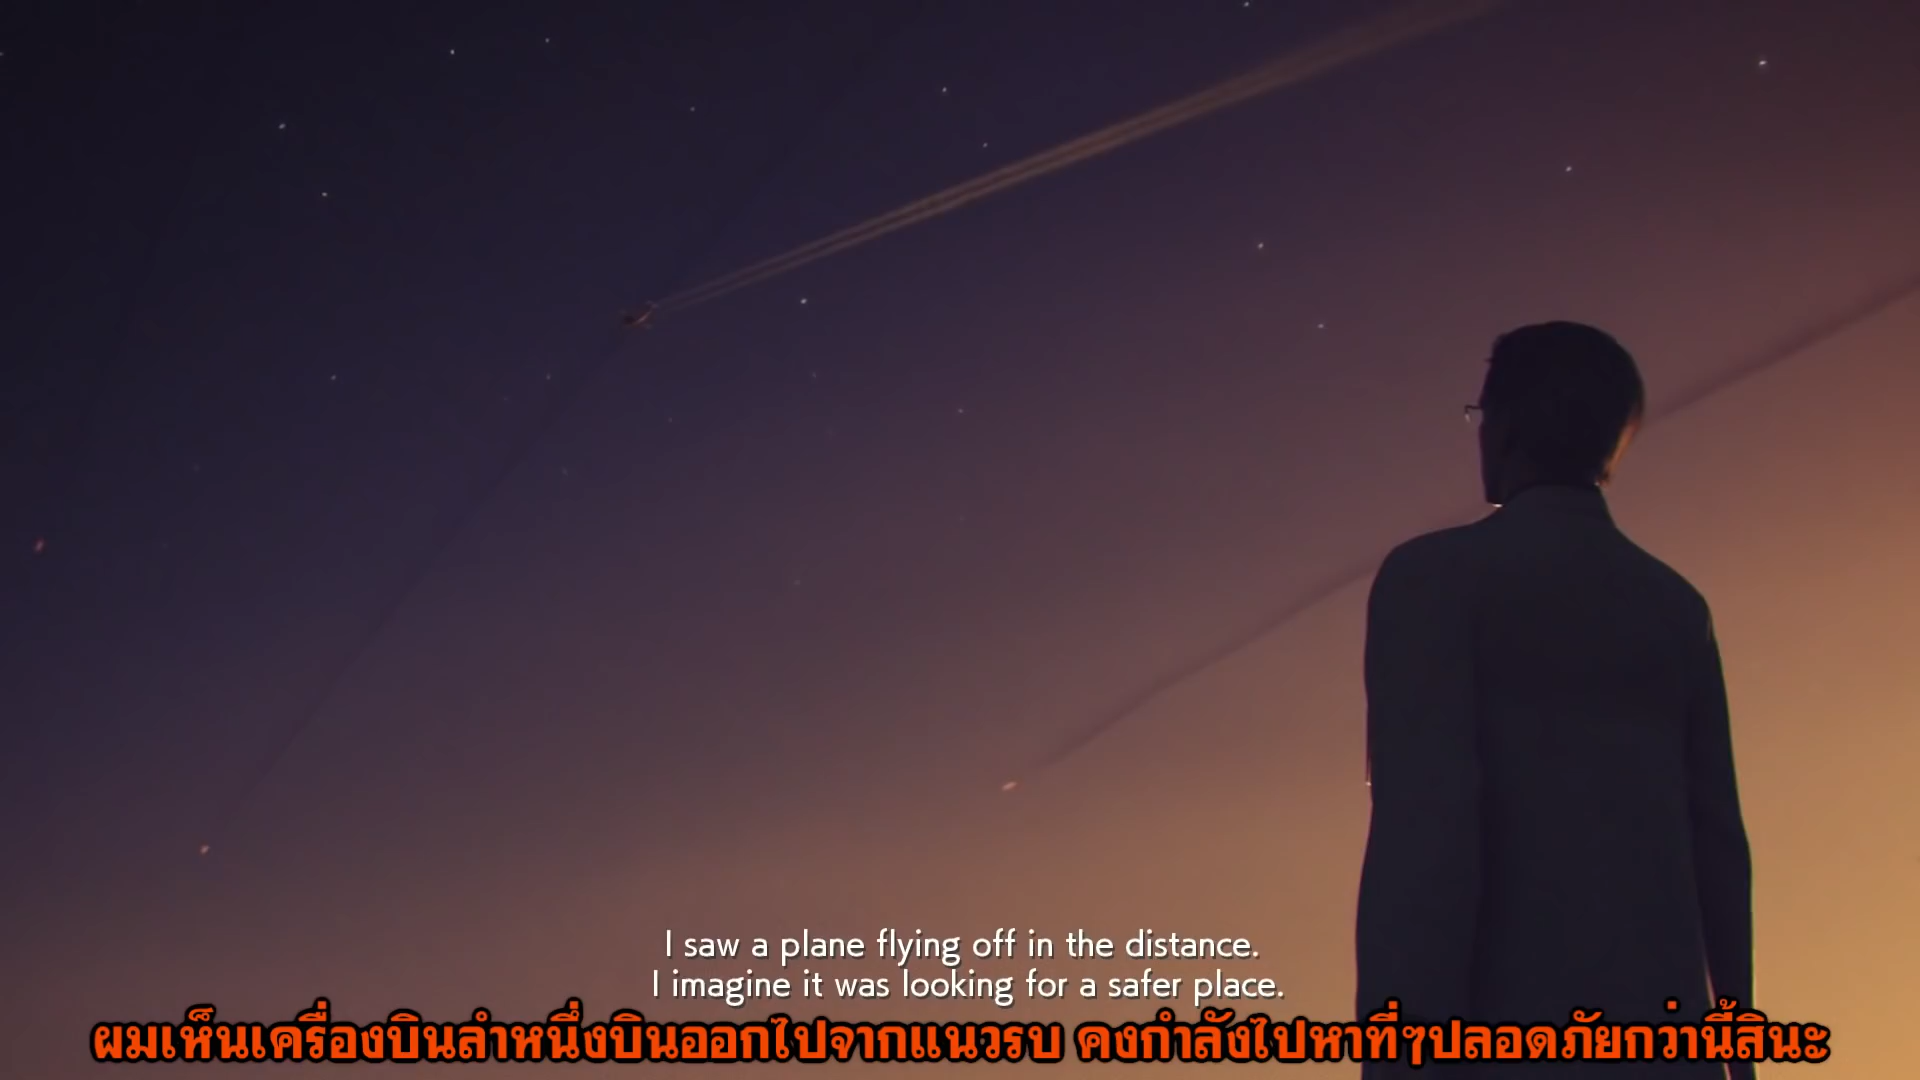 I saw a plane flying off in the distance.
I imagine it was looking for a safer place.
ผมเห็นเครื่องบินลำหนึ่งบินออกไปจากแนวรบ คงกำลังไปหาที่ๆปลอดภัยกว่านี้สินะ